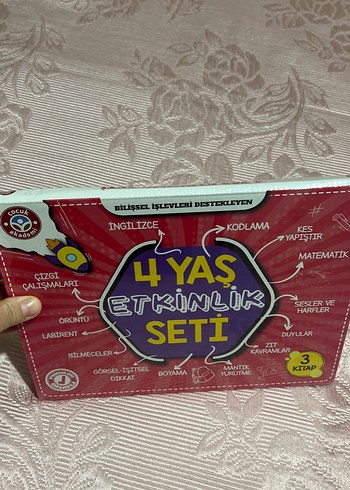 BİLİŞSEL İŞLEVLERİ DESTEKLEYEN
çocuk
akademi
İNGİLİZCE
KODLAMA
KES
YAPIŞTIR
MATEMATİK
ÇİZGİ
ÇALIŞMALARI
4 YAŞ
ETKİNLİK
SETİ
SESLER VE
HARFLER
ÖRÜNTÜ
LABİRENT
DUYULAR
BİLMECELER
ZIT
KAVRAMLAR
GÖRSEL-İŞİTSEL
DİKKAT
BOYAMA
MANTIK
YÜRÜTME
3
KİTAP